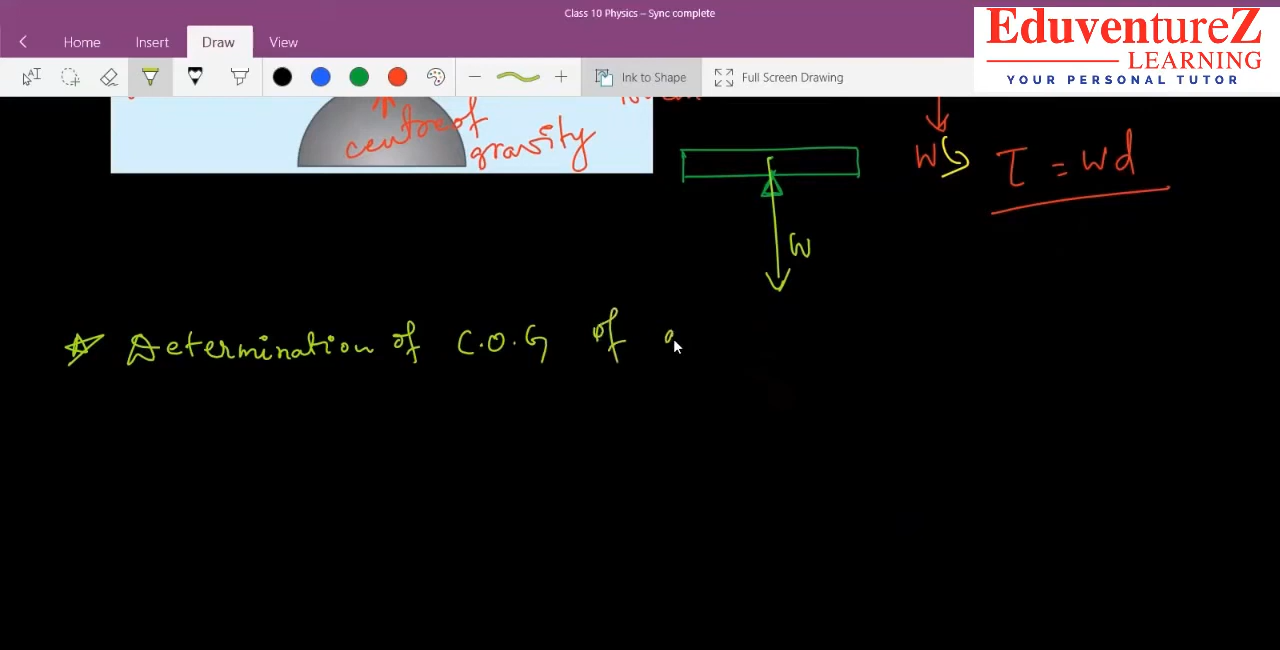 Class 10 Physics – Sync complete
EduventureZ
LEARNING
YOUR PERSONAL TUTOR
Home Insert Draw View
Ink to Shape Full Screen Drawing
centre of
gravity
W
τ = Wd
W
Determination of C.O.G of a